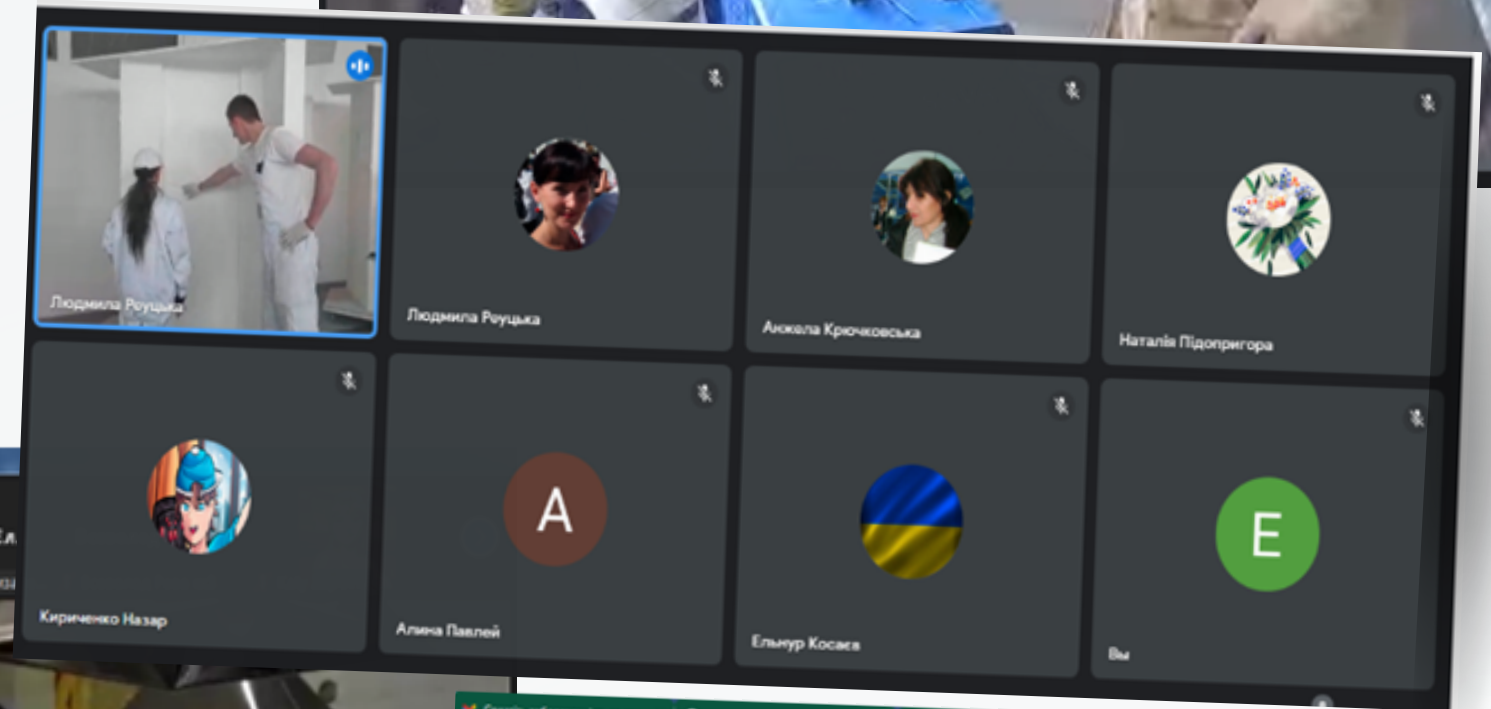 Людмила Роуцька
Людмила Роуцька
Анжела Крючковська
Наталія Підопригора
Кириченко Назар
А
Алина Павлей
Ельнур Косаєв
E
Вы